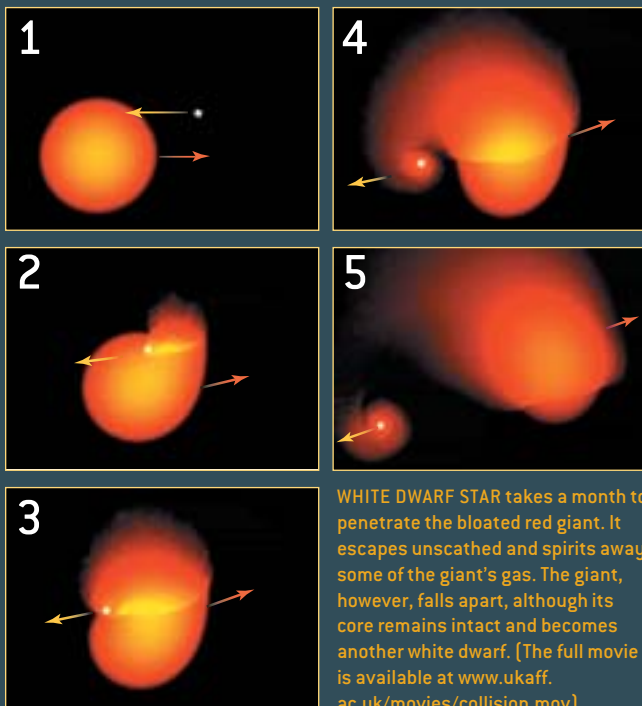 1
2
3
4
5
WHITE DWARF STAR takes a month to
penetrate the bloated red giant. It
escapes unscathed and spirits away
some of the giant's gas. The giant,
however, falls apart, although its
core remains intact and becomes
another white dwarf. (The full movie
is available at www.ukaff.
ac.uk/movies/collision.mov)